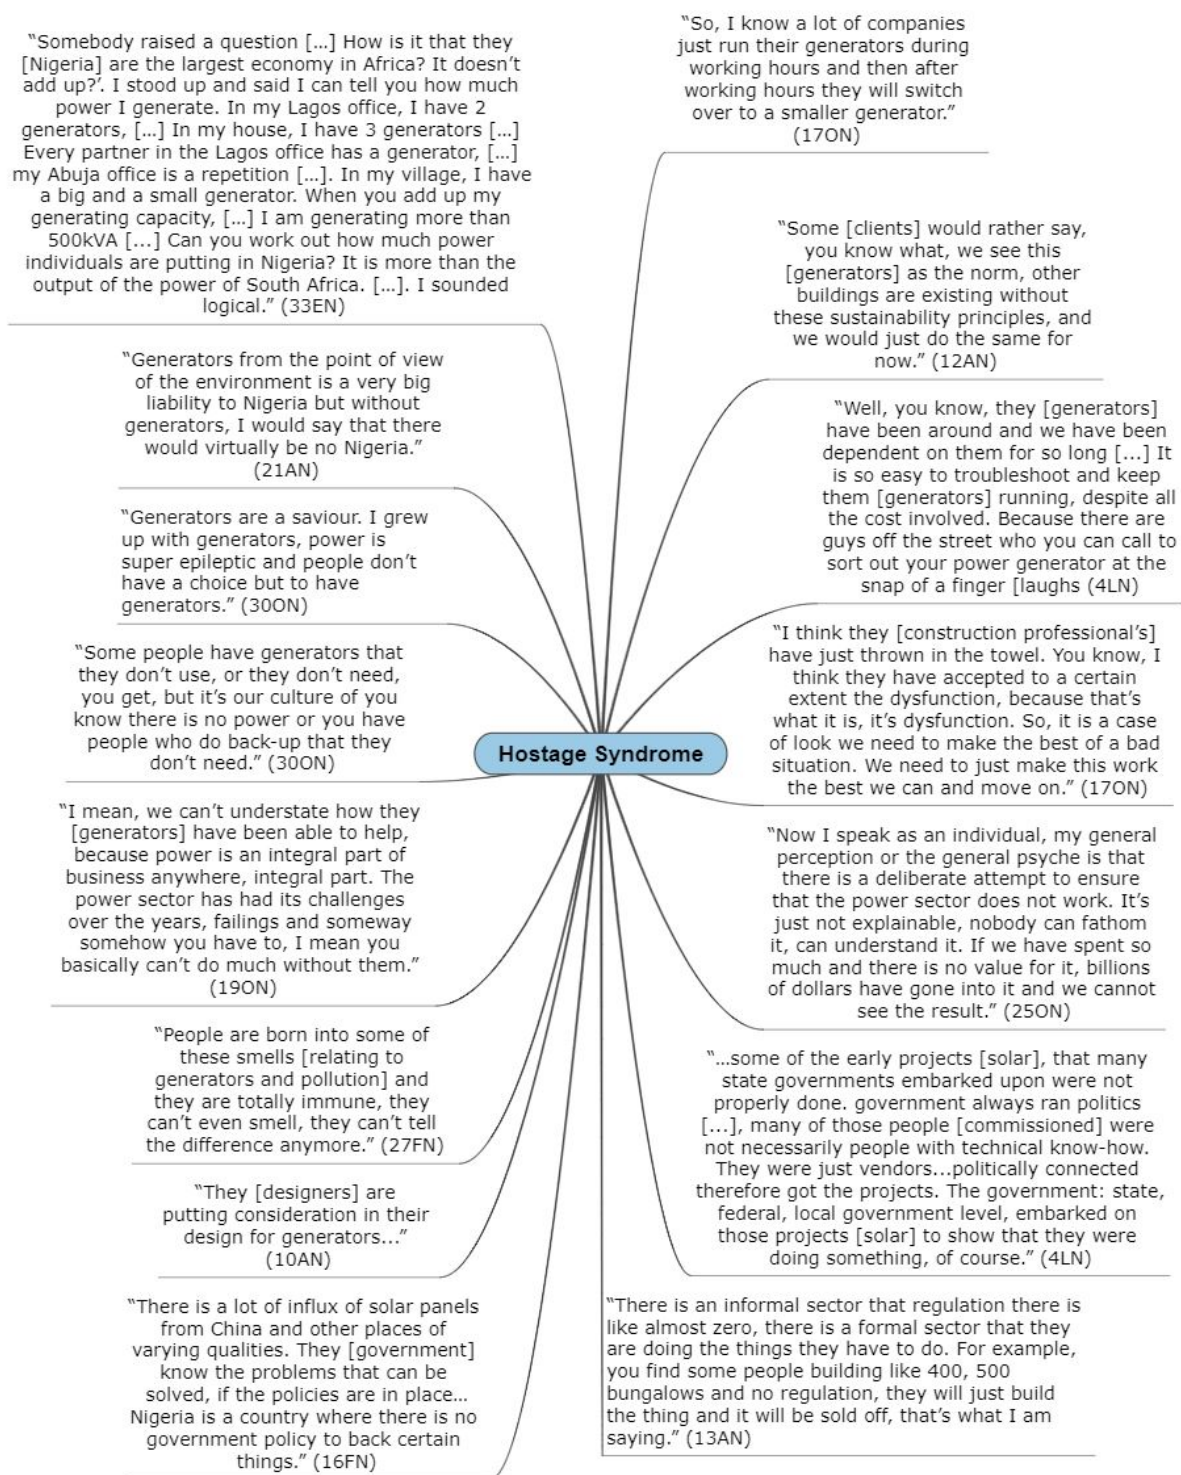 “Somebody raised a question [...] How is it that they
[Nigeria] are the largest economy in Africa? It doesn’t
add up?’. I stood up and said I can tell you how much
power I generate. In my Lagos office, I have 2
generators, [...] In my house, I have 3 generators [...]
Every partner in the Lagos office has a generator, [...]
my Abuja office is a repetition [...]. In my village, I have
a big and a small generator. When you add up my
generating capacity, [...] I am generating more than
500kVA [...] Can you work out how much power
individuals are putting in Nigeria? It is more than the
output of the power of South Africa. [...]. I sounded
logical.” (33EN)
“Generators from the point of view
of the environment is a very big
liability to Nigeria but without
generators, I would say that there
would virtually be no Nigeria.”
(21AN)
“Generators are a saviour. I grew
up with generators, power is
super epileptic and people don’t
have a choice but to have
generators.” (30ON)
“Some people have generators that
they don’t use, or they don’t need,
you get, but it’s our culture of you
know there is no power or you have
people who do back-up that they
don’t need.” (30ON)
“I mean, we can’t understate how they
[generators] have been able to help,
because power is an integral part of
business anywhere, integral part. The
power sector has had its challenges
over the years, failings and someway
somehow you have to, I mean you
basically can’t do much without them.”
(19ON)
“People are born into some of
these smells [relating to
generators and pollution] and
they are totally immune, they
can’t even smell, they can’t tell
the difference anymore.” (27FN)
“They [designers] are
putting consideration in their
design for generators...”
(10AN)
“There is a lot of influx of solar panels
from China and other places of
varying qualities. They [government]
know the problems that can be
solved, if the policies are in place...
Nigeria is a country where there is no
government policy to back certain
things.” (16FN)
Hostage Syndrome
“So, I know a lot of companies
just run their generators during
working hours and then after
working hours they will switch
over to a smaller generator.”
(17ON)
“Some [clients] would rather say,
you know what, we see this
[generators] as the norm, other
buildings are existing without
these sustainability principles, and
we would just do the same for
now.” (12AN)
“Well, you know, they [generators]
have been around and we have been
dependent on them for so long [...] It
is so easy to troubleshoot and keep
them [generators] running, despite all
the cost involved. Because there are
guys off the street who you can call to
sort out your power generator at the
snap of a finger [laughs (4LN)
“I think they [construction professional’s]
have just thrown in the towel. You know, I
think they have accepted to a certain
extent the dysfunction, because that’s
what it is, it’s dysfunction. So, it is a case
of look we need to make the best of a bad
situation. We need to just make this work
the best we can and move on.” (17ON)
“Now I speak as an individual, my general
perception or the general psyche is that
there is a deliberate attempt to ensure
that the power sector does not work. It’s
just not explainable, nobody can fathom
it, can understand it. If we have spent so
much and there is no value for it, billions
of dollars have gone into it and we cannot
see the result.” (25ON)
“...some of the early projects [solar], that many
state governments embarked upon were not
properly done. government always ran politics
[...], many of those people [commissioned] were
not necessarily people with technical know-how.
They were just vendors...politically connected
therefore got the projects. The government: state,
federal, local government level, embarked on
those projects [solar] to show that they were
doing something, of course.” (4LN)
“There is an informal sector that regulation there is
like almost zero, there is a formal sector that they
are doing the things they have to do. For example,
you find some people building like 400, 500
bungalows and no regulation, they will just build
the thing and it will be sold off, that’s what I am
saying.” (13AN)